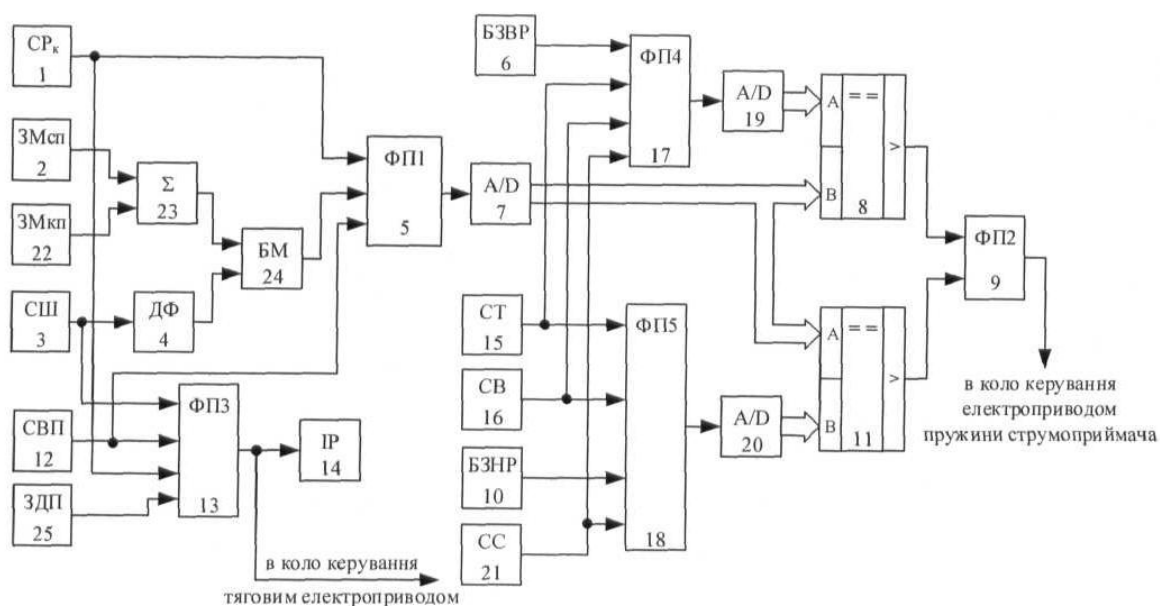 СРк
1
ЗМсп
2
ЗМкп
22
Σ
23
БМ
24
СШ
3
ДФ
4
СВП
12
ЗДП
25
ФП3
13
ІР
14
в коло керування
тяговим електроприводом
ФП1
5
A/D
7
БЗВР
6
ФП4
17
A/D
19
A
B
==
>
8
СТ
15
СВ
16
БЗНР
10
СС
21
ФП5
18
A/D
20
A
B
==
>
11
ФП2
9
в коло керування
електроприводом
пружини струмоприймача